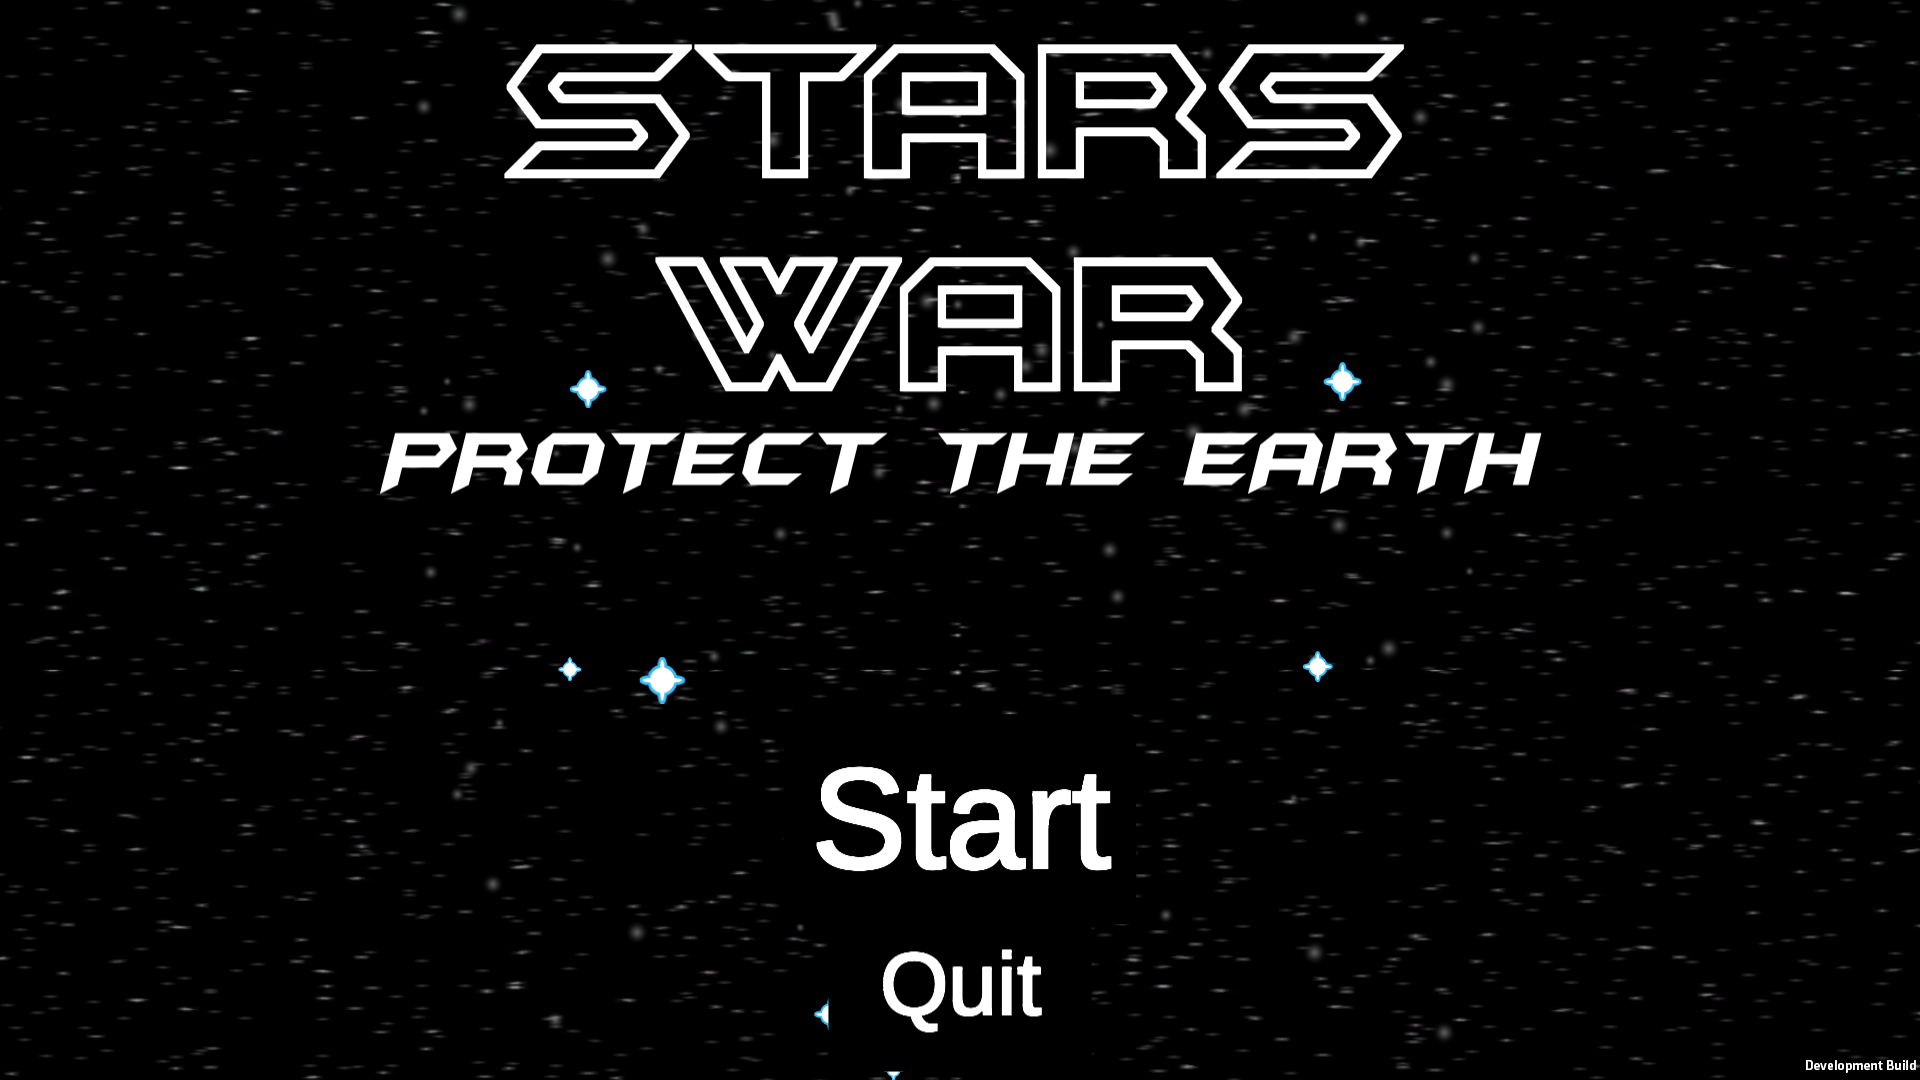 STARS
WAR
PROTECT THE EARTH
Start
Quit
Development Build